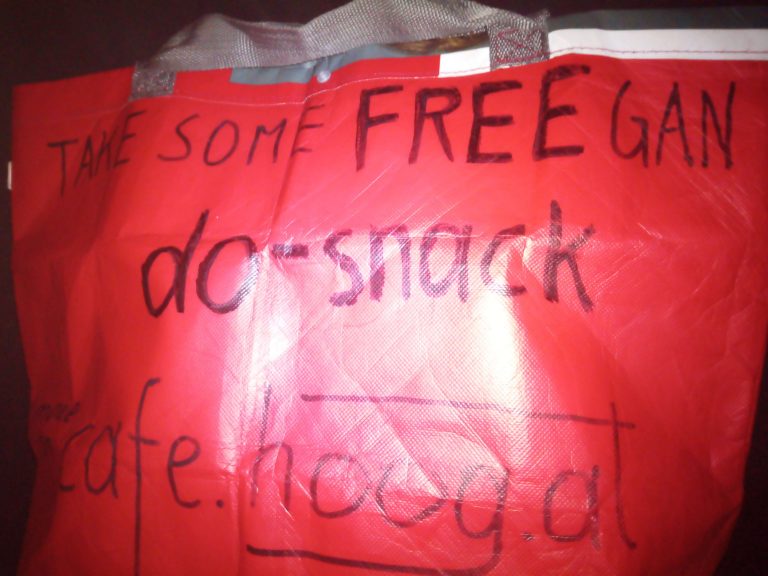 TAKE SOME FREEGAN
do-snack
cafe.hoog.at